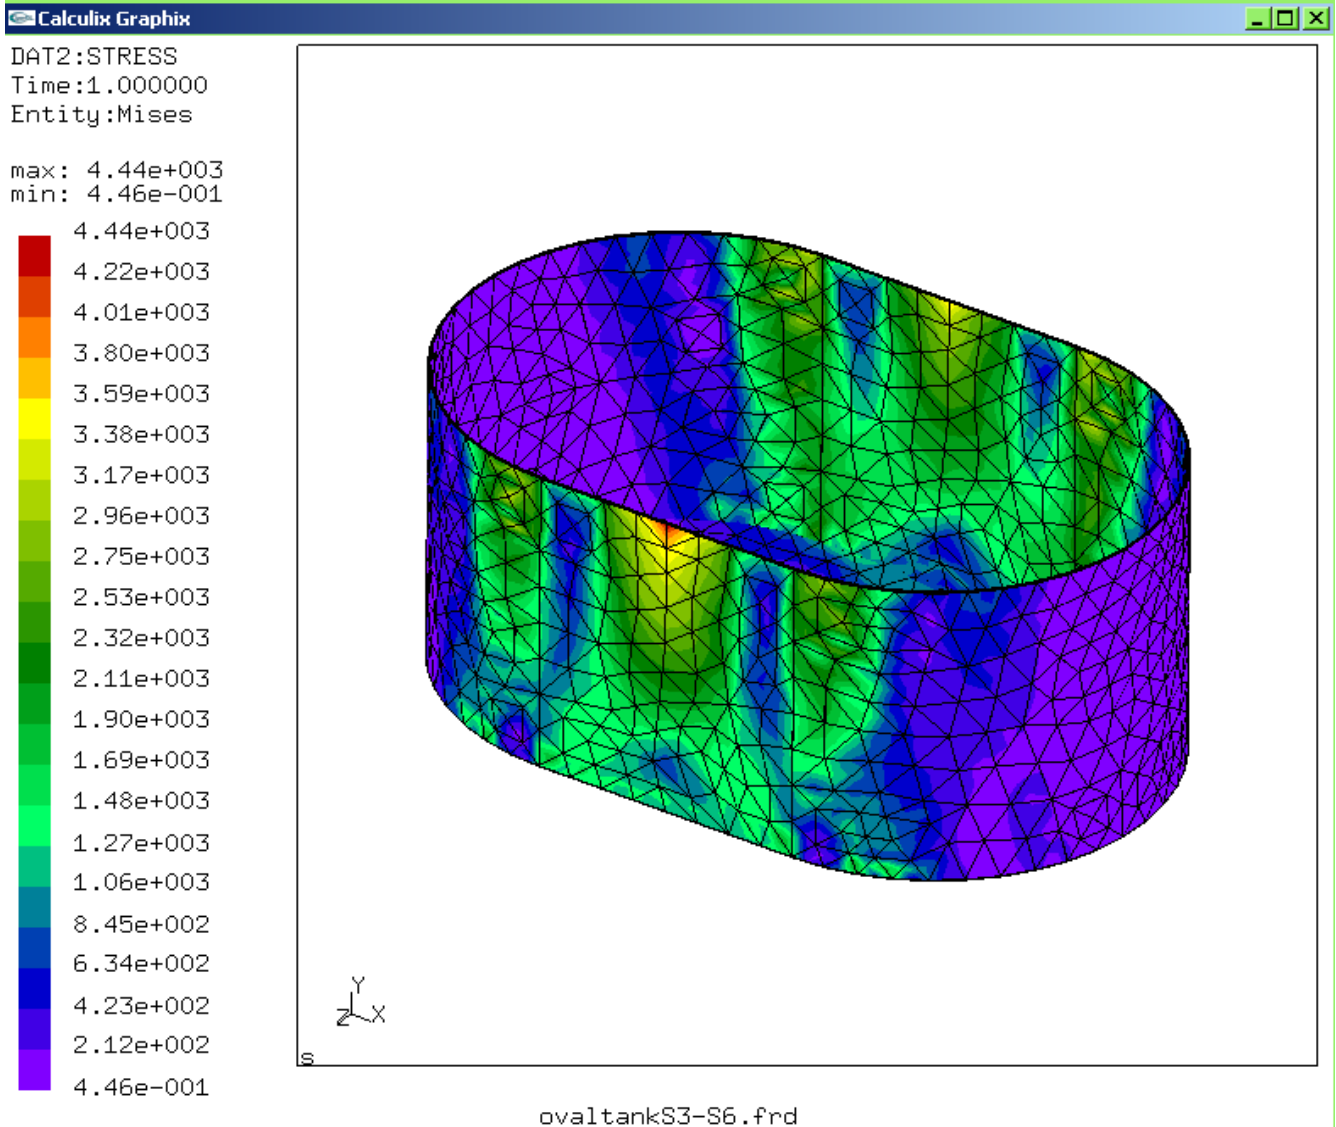 Calculix Graphix
DAT2:STRESS
Time:1.000000
Entity:Mises
max: 4.44e+003
min: 4.46e-001
4.44e+003
4.22e+003
4.01e+003
3.80e+003
3.59e+003
3.38e+003
3.17e+003
2.96e+003
2.75e+003
2.53e+003
2.32e+003
2.11e+003
1.90e+003
1.69e+003
1.48e+003
1.27e+003
1.06e+003
8.45e+002
6.34e+002
4.23e+002
2.12e+002
4.46e-001
Y
Z X
s
ovaltankS3-S6.frd